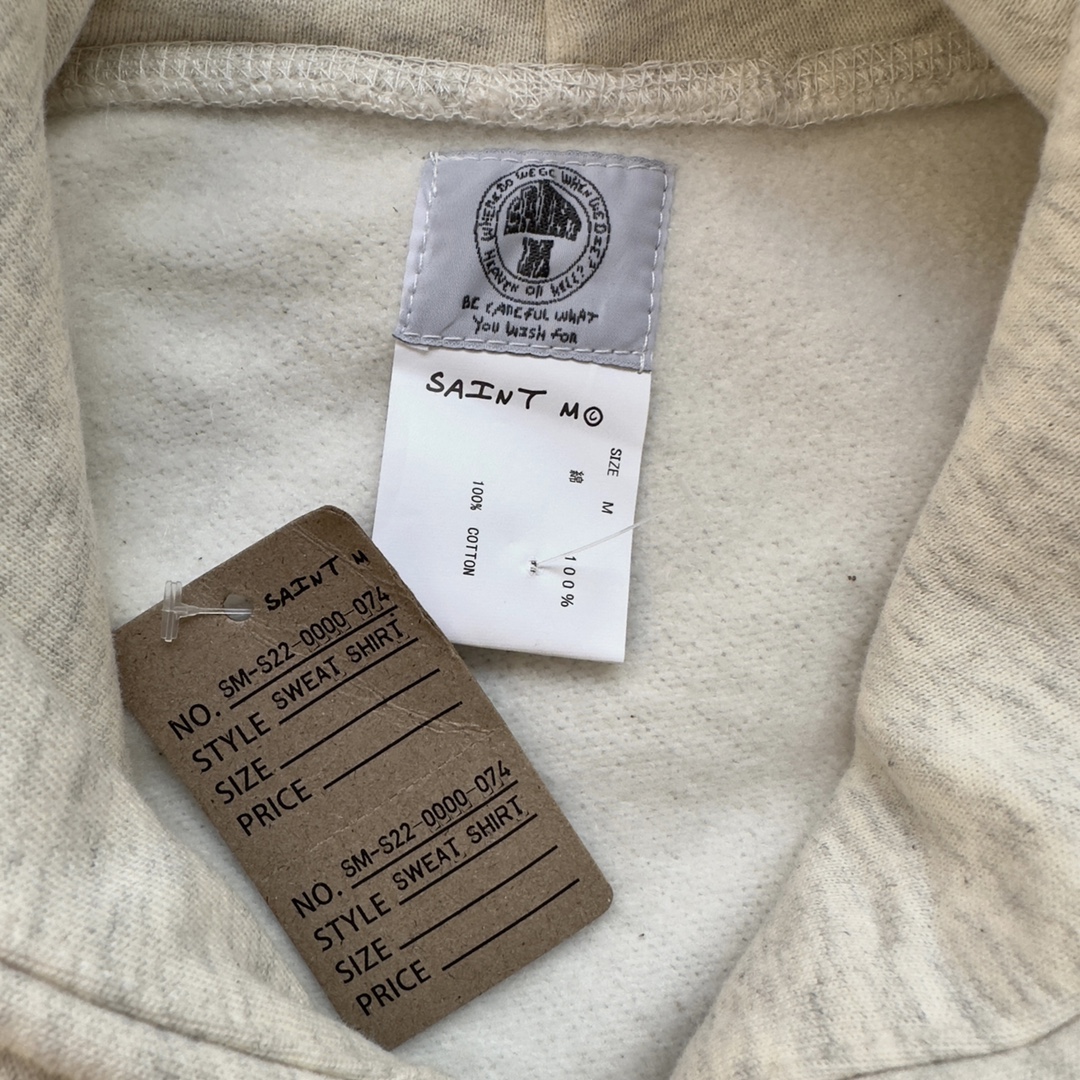 WHERE DO WE GE WHEN WE DIE?
HEAVEN OR HELL?
SAINT
M
BE CAREFUL WHAT
YOU WISH FOR
SAINT M©
SIZE M
綿 100%
100% COTTON
SAINT M
NO. SM-S22-0000-074
STYLE SWEAT SHIRT
SIZE
PRICE
NO. SM-S22-0000-074
STYLE SWEAT SHIRT
SIZE
PRICE